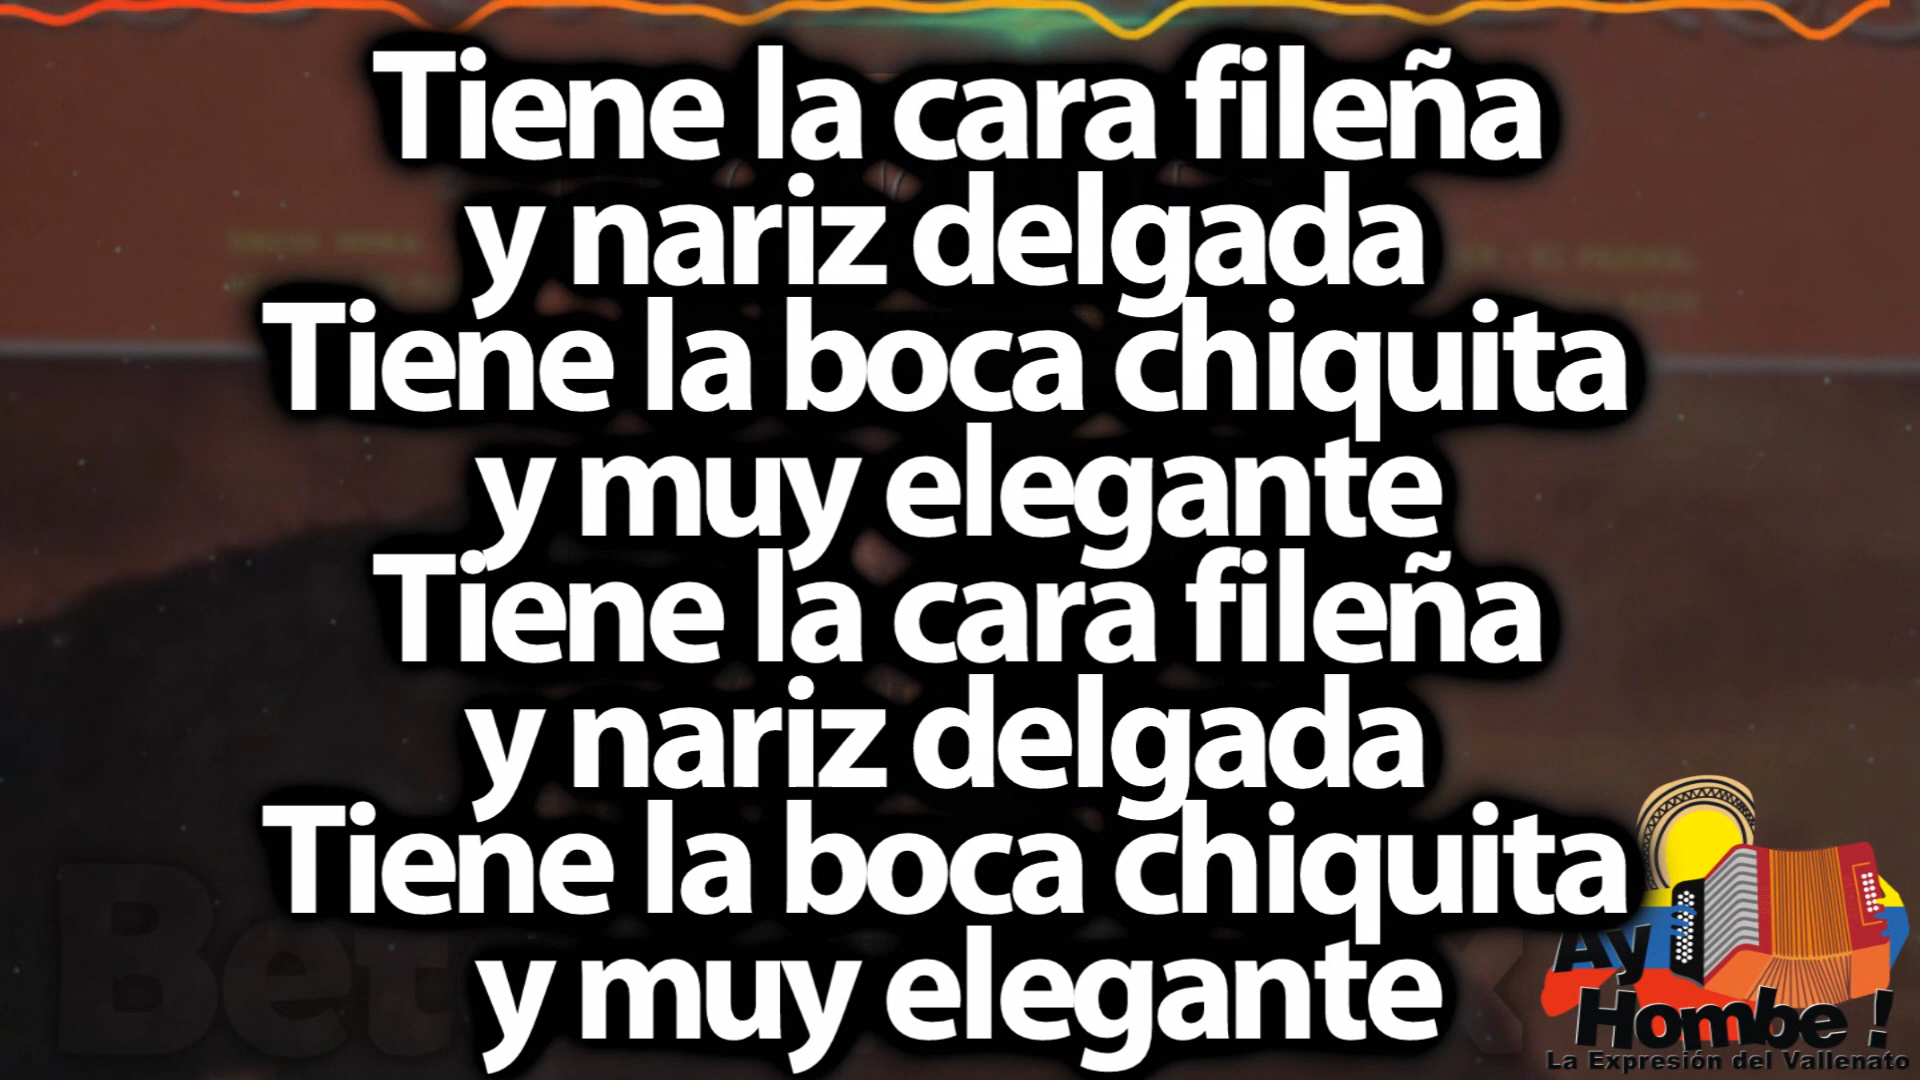 Tiene la cara fileña
y nariz delgada
Tiene la boca chiquita
y muy elegante
Tiene la cara fileña
y nariz delgada
Tiene la boca chiquita
y muy elegante
Ay
Hombe !
La Expresión del Vallenato